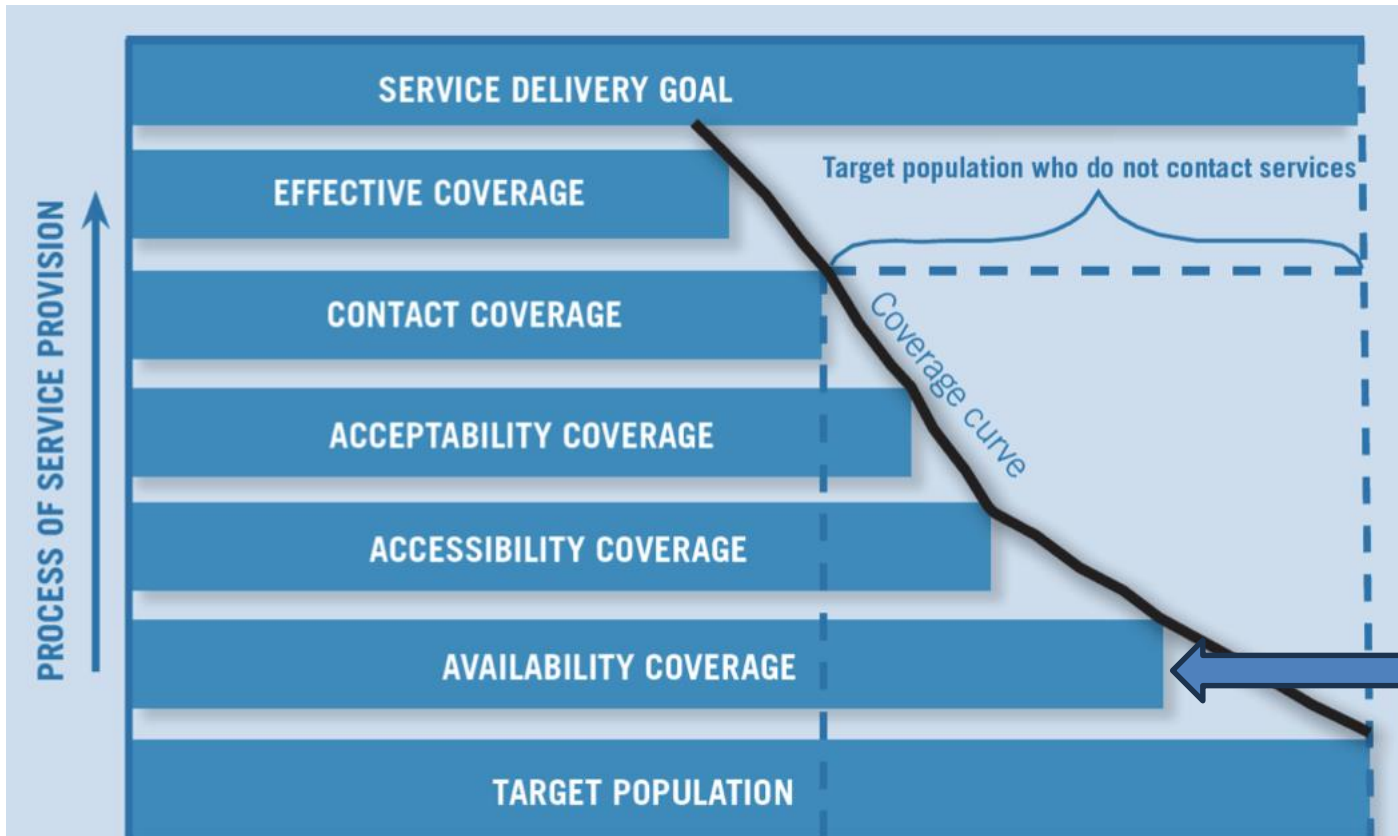 SERVICE DELIVERY GOAL
EFFECTIVE COVERAGE
Target population who do not contact services
CONTACT COVERAGE
Coverage curve
ACCEPTABILITY COVERAGE
ACCESSIBILITY COVERAGE
AVAILABILITY COVERAGE
TARGET POPULATION
PROCESS OF SERVICE PROVISION